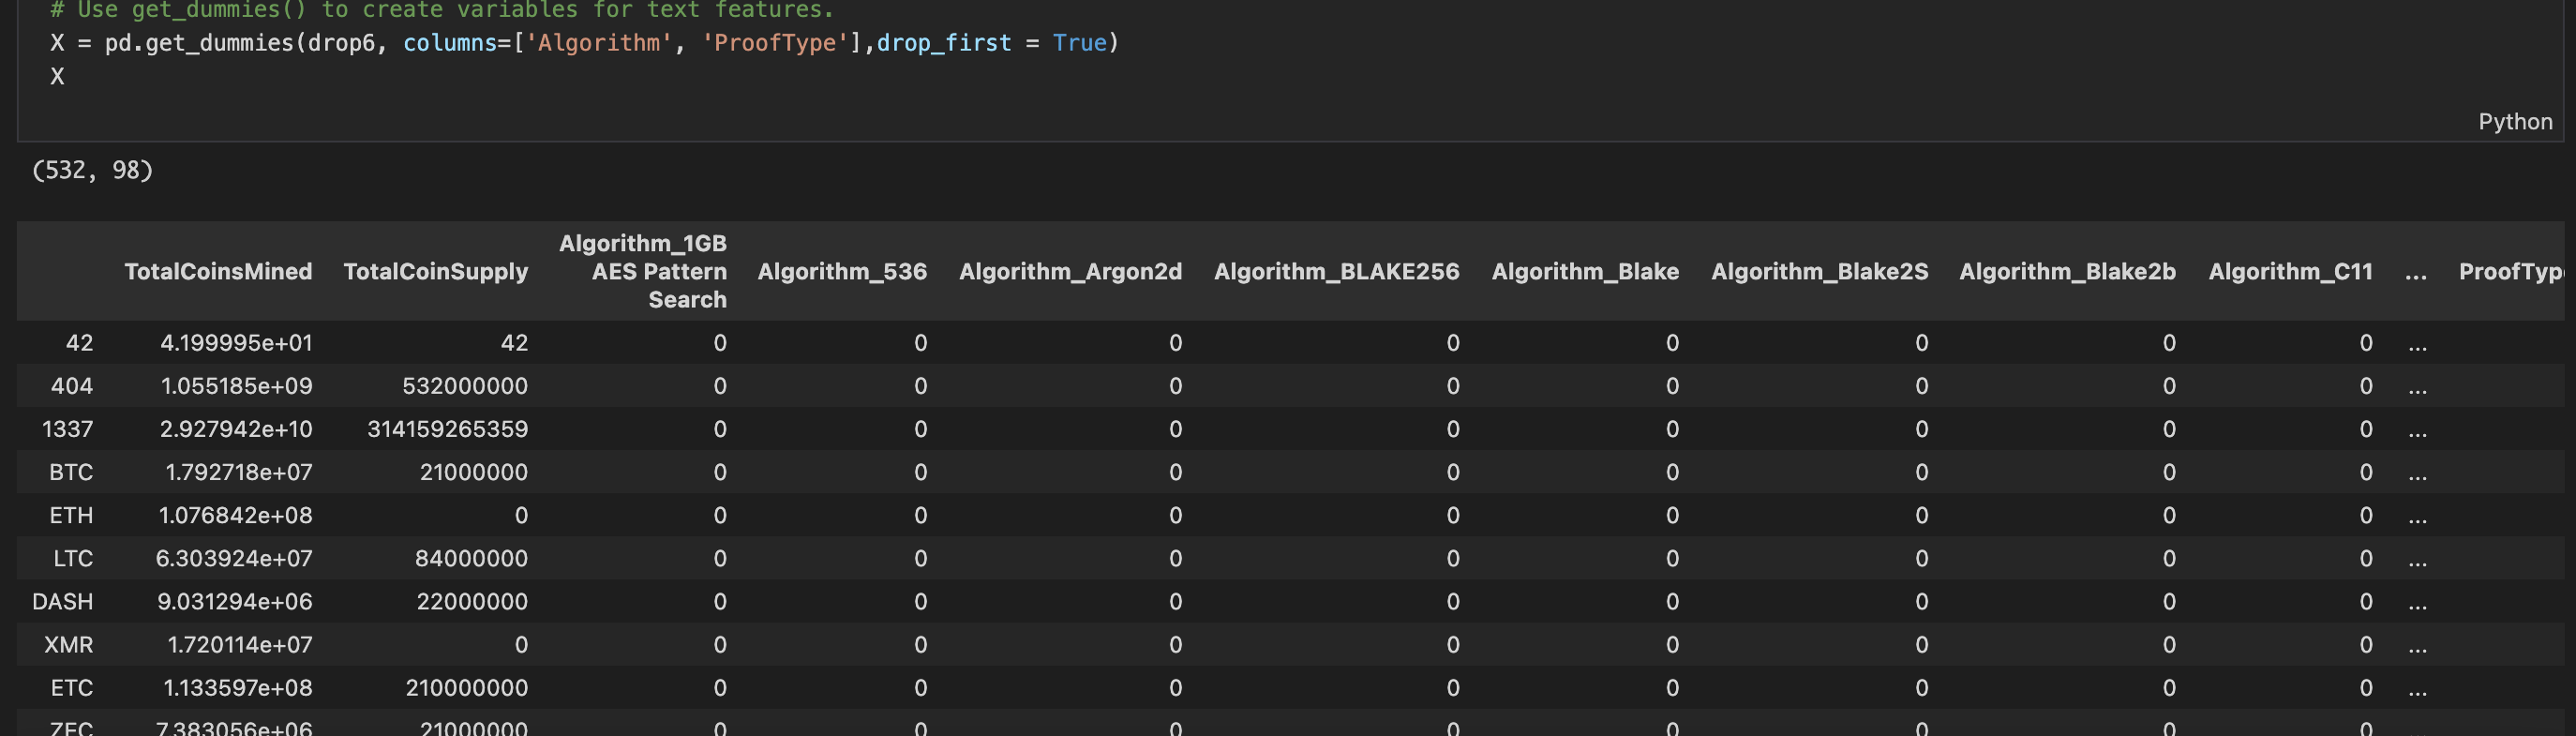 # Use get_dummies() to create variables for text features.
X = pd.get_dummies(drop6, columns=['Algorithm', 'ProofType'],drop_first = True)
X
Python
(532, 98)
TotalCoinsMined TotalCoinSupply Algorithm_1GB AES Pattern Search Algorithm_536 Algorithm_Argon2d Algorithm_BLAKE256 Algorithm_Blake Algorithm_Blake2S Algorithm_Blake2b Algorithm_C11 ... ProofType
42 4.199995e+01 42 0 0 0 0 0 0 0 0 ...
404 1.055185e+09 532000000 0 0 0 0 0 0 0 0 ...
1337 2.927942e+10 314159265359 0 0 0 0 0 0 0 0 ...
BTC 1.792718e+07 21000000 0 0 0 0 0 0 0 0 ...
ETH 1.076842e+08 0 0 0 0 0 0 0 0 0 ...
LTC 6.303924e+07 84000000 0 0 0 0 0 0 0 0 ...
DASH 9.031294e+06 22000000 0 0 0 0 0 0 0 0 ...
XMR 1.720114e+07 0 0 0 0 0 0 0 0 0 ...
ETC 1.133597e+08 210000000 0 0 0 0 0 0 0 0 ...
ZEC 7.383056e+06 21000000 0 0 0 0 0 0 0 0 ...